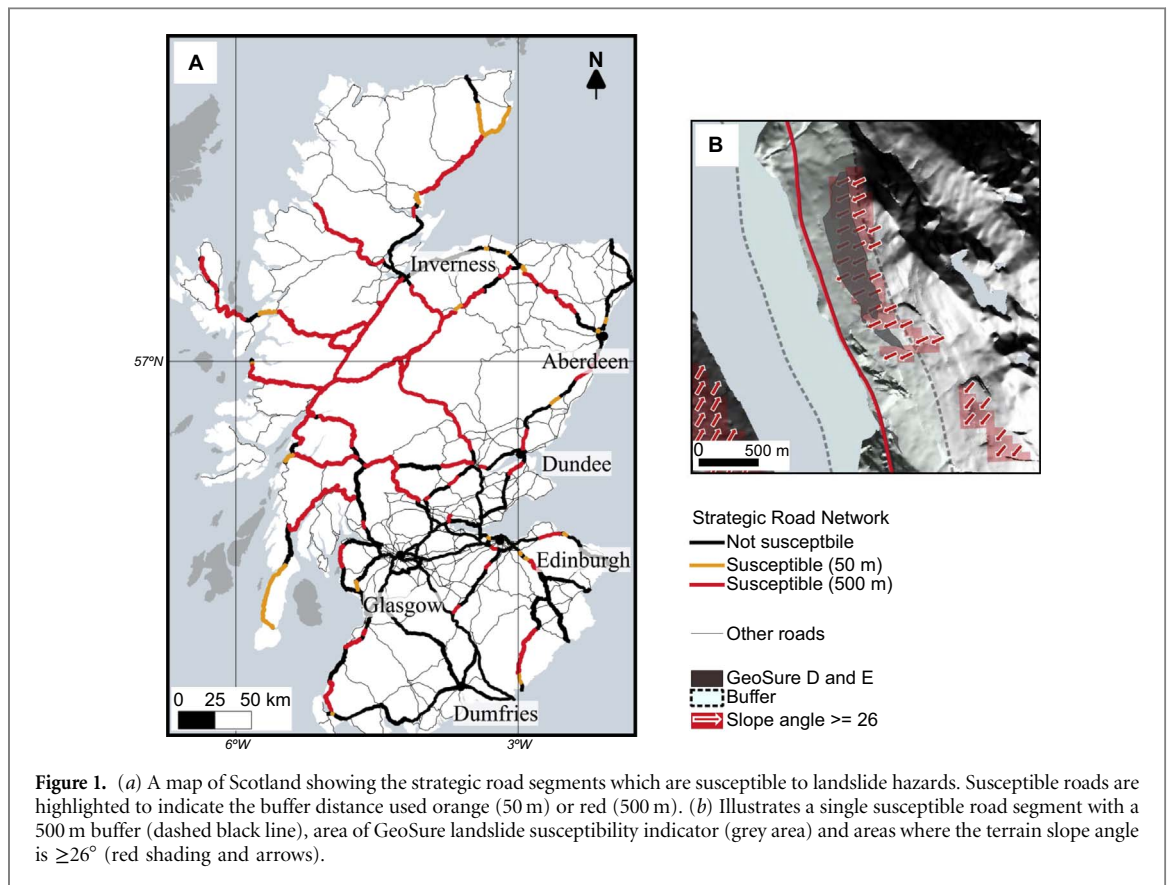 A
N
Inverness
57°N
Aberdeen
Dundee
Edinburgh
Glasgow
0 25 50 km
Dumfries
6°W
3°W
B
0 500 m
Strategic Road Network
Not susceptbile
Susceptible (50 m)
Susceptible (500 m)
Other roads
GeoSure D and E
Buffer
Slope angle >= 26
Figure 1. (a) A map of Scotland showing the strategic road segments which are susceptible to landslide hazards. Susceptible roads are
highlighted to indicate the buffer distance used orange (50 m) or red (500 m). (b) Illustrates a single susceptible road segment with a
500 m buffer (dashed black line), area of GeoSure landslide susceptibility indicator (grey area) and areas where the terrain slope angle
is ≥26° (red shading and arrows).